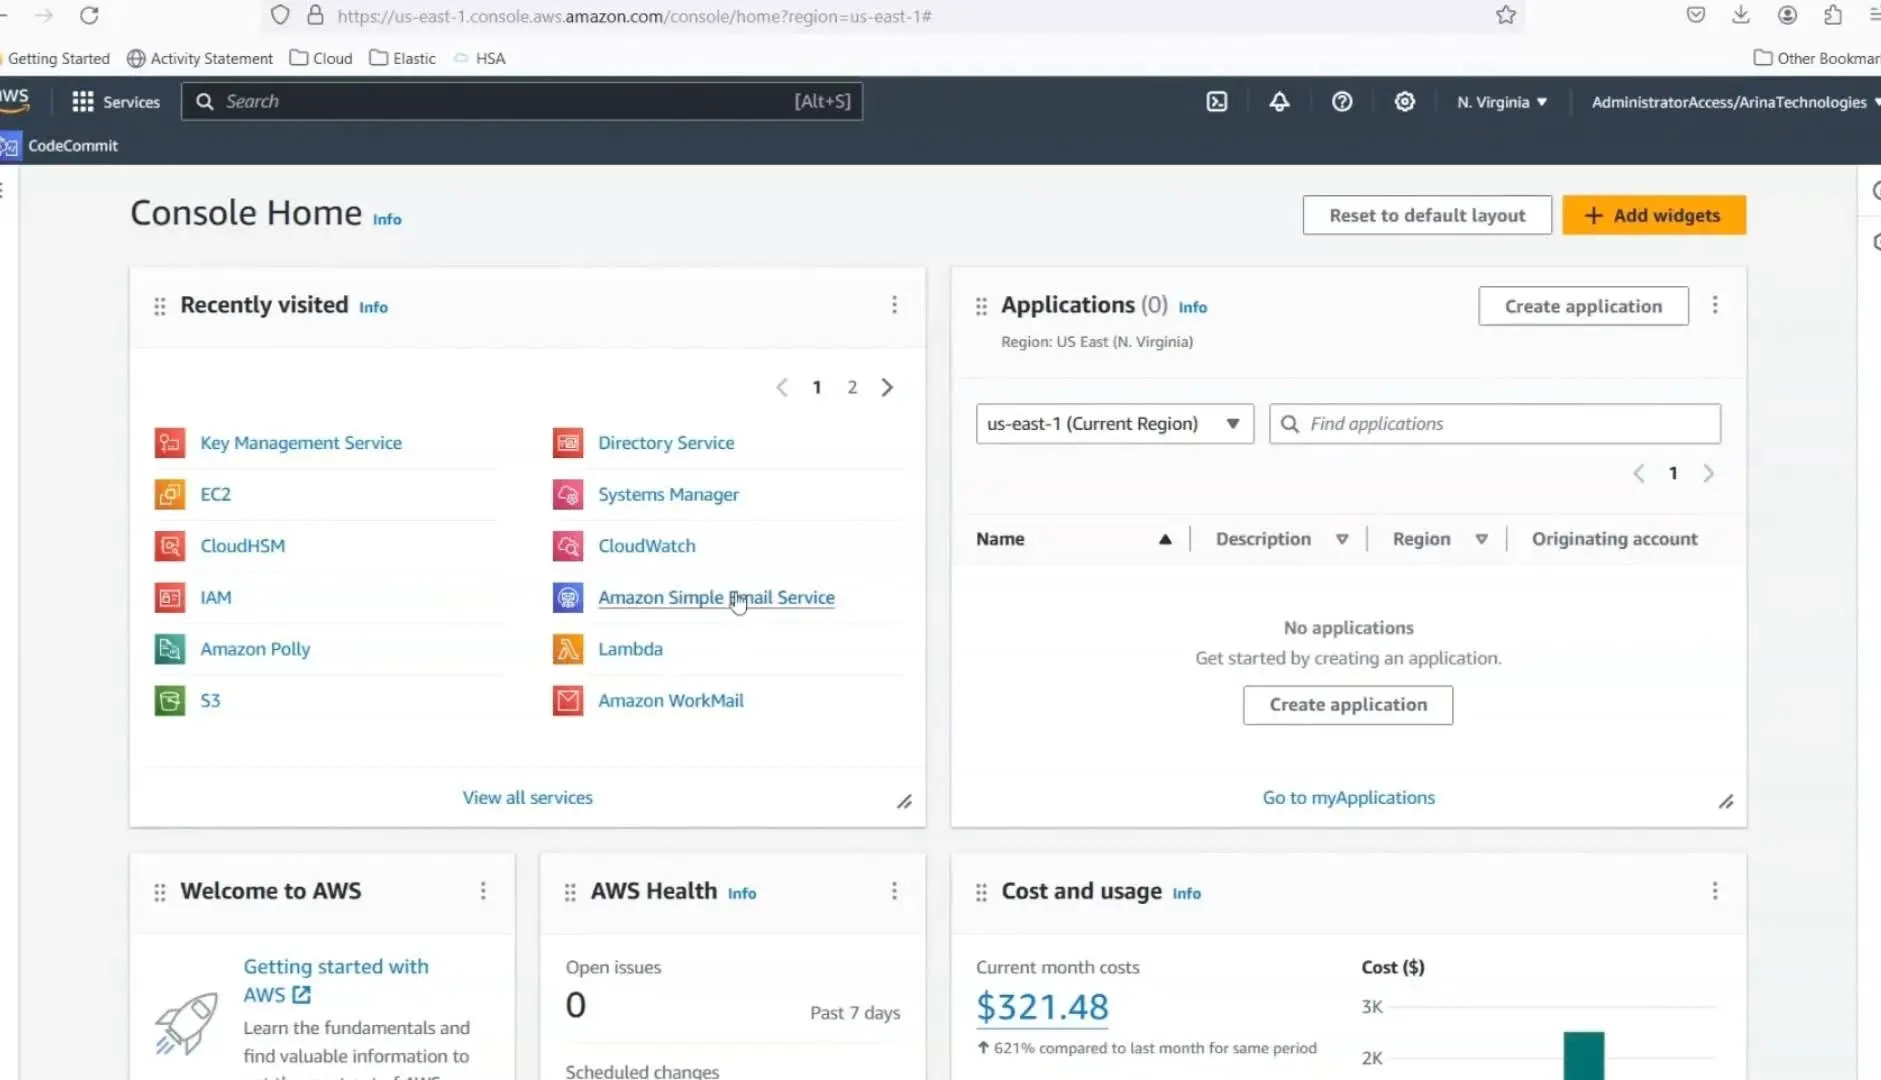 https://us-east-1.console.aws.amazon.com/console/home?region=us-east-1#
Getting Started Activity Statement Cloud Elastic HSA Other Bookmar
aws Services Search [Alt+S] N. Virginia AdministratorAccess/ArinaTechnologies
CodeCommit
Console Home Info Reset to default layout + Add widgets
Recently visited Info
1 2
Key Management Service Directory Service
EC2 Systems Manager
CloudHSM CloudWatch
IAM Amazon Simple Email Service
Amazon Polly Lambda
S3 Amazon WorkMail
View all services
Applications (0) Info Create application
Region: US East (N. Virginia)
us-east-1 (Current Region) Find applications
1
Name Description Region Originating account
No applications
Get started by creating an application.
Create application
Go to myApplications
Welcome to AWS
Getting started with
AWS
Learn the fundamentals and
find valuable information to
AWS Health Info
Open issues
0 Past 7 days
Scheduled changes
Cost and usage Info
Current month costs
$321.48
621% compared to last month for same period
Cost ($)
3K
2K